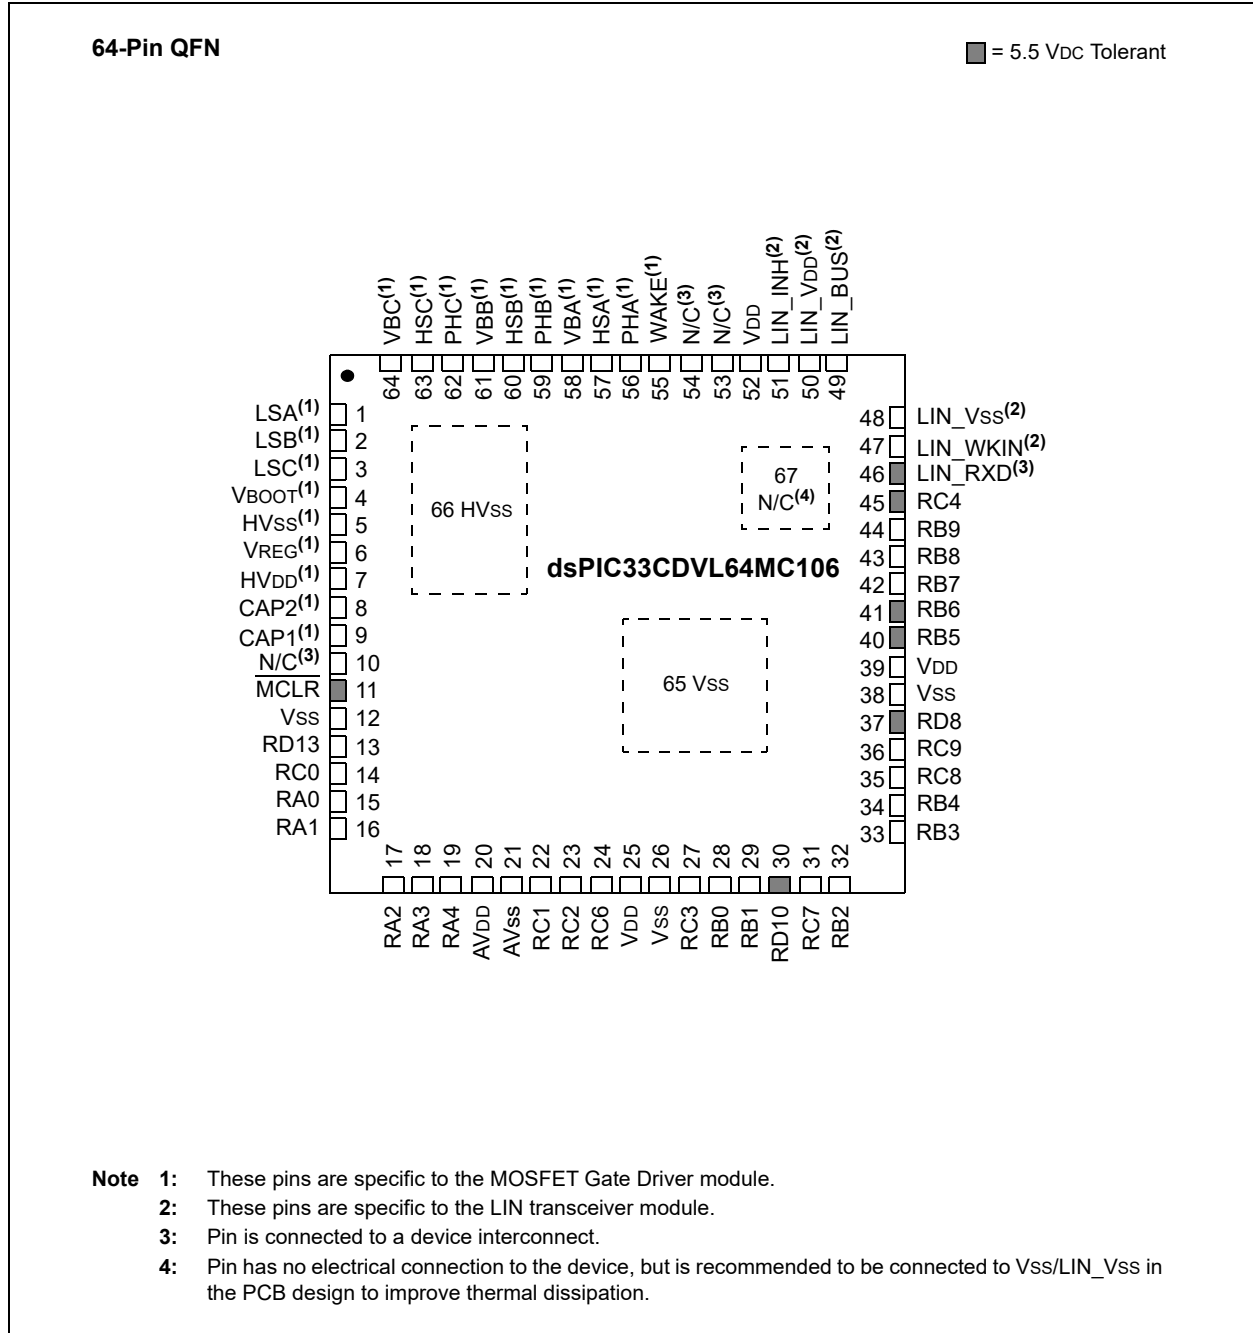 64-Pin QFN
= 5.5 VDC Tolerant
VBC(1)
HSC(1)
PHC(1)
VBB(1)
HSB(1)
PHB(1)
VBA(1)
HSA(1)
PHA(1)
WAKE(1)
N/C(3)
N/C(3)
VDD
LIN_INH(2)
LIN_VDD(2)
LIN_BUS(2)
64
63
62
61
60
59
58
57
56
55
54
53
52
51
50
49
LSA(1) 1
LSB(1) 2
LSC(1) 3
VBOOT(1) 4
HVSS(1) 5
VREG(1) 6
HVDD(1) 7
CAP2(1) 8
CAP1(1) 9
N/C(3) 10
MCLR 11
VSS 12
RD13 13
RC0 14
RA0 15
RA1 16
66 HVSS
67
N/C(4)
dsPIC33CDVL64MC106
65 VSS
48 LIN_VSS(2)
47 LIN_WKIN(2)
46 LIN_RXD(3)
45 RC4
44 RB9
43 RB8
42 RB7
41 RB6
40 RB5
39 VDD
38 VSS
37 RD8
36 RC9
35 RC8
34 RB4
33 RB3
17
18
19
20
21
22
23
24
25
26
27
28
29
30
31
32
RA2
RA3
RA4
AVDD
AVss
RC1
RC2
RC6
VDD
VSS
RC3
RB0
RB1
RD10
RC7
RB2
Note 1: These pins are specific to the MOSFET Gate Driver module.
2: These pins are specific to the LIN transceiver module.
3: Pin is connected to a device interconnect.
4: Pin has no electrical connection to the device, but is recommended to be connected to VSS/LIN_VSS in
the PCB design to improve thermal dissipation.